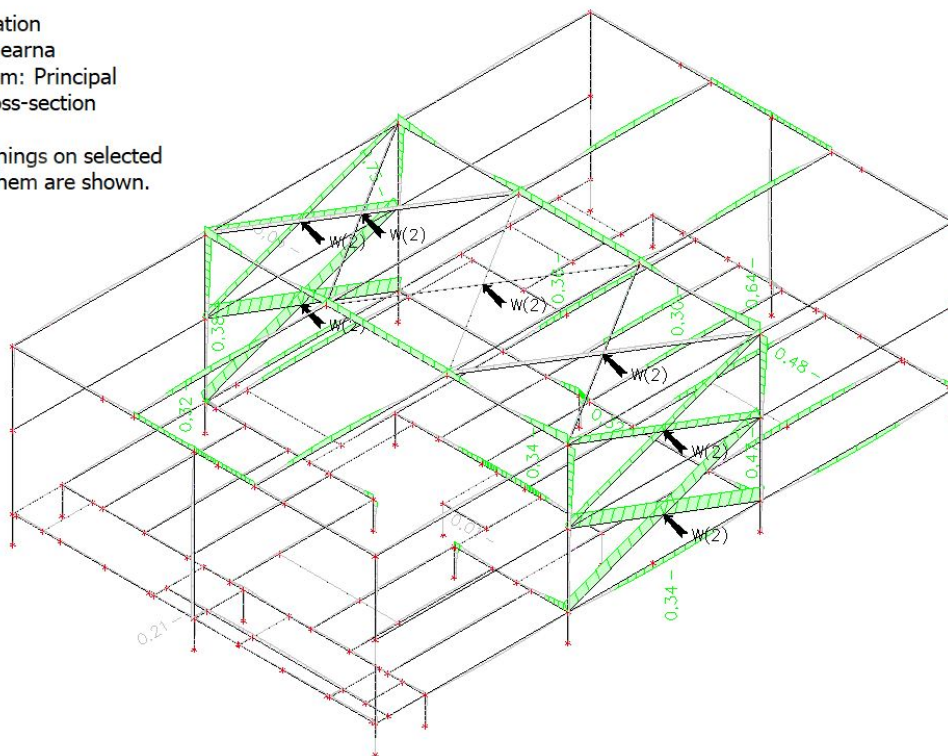 ation
earna
m: Principal
oss-section
nings on selected
hem are shown.
W(2)
W(2)
W(2)
W(2)
W(2)
W(2)
W(2)
0,38
0,32
0,38
0,30
0,64
0,48
0,34
0,34
0,21